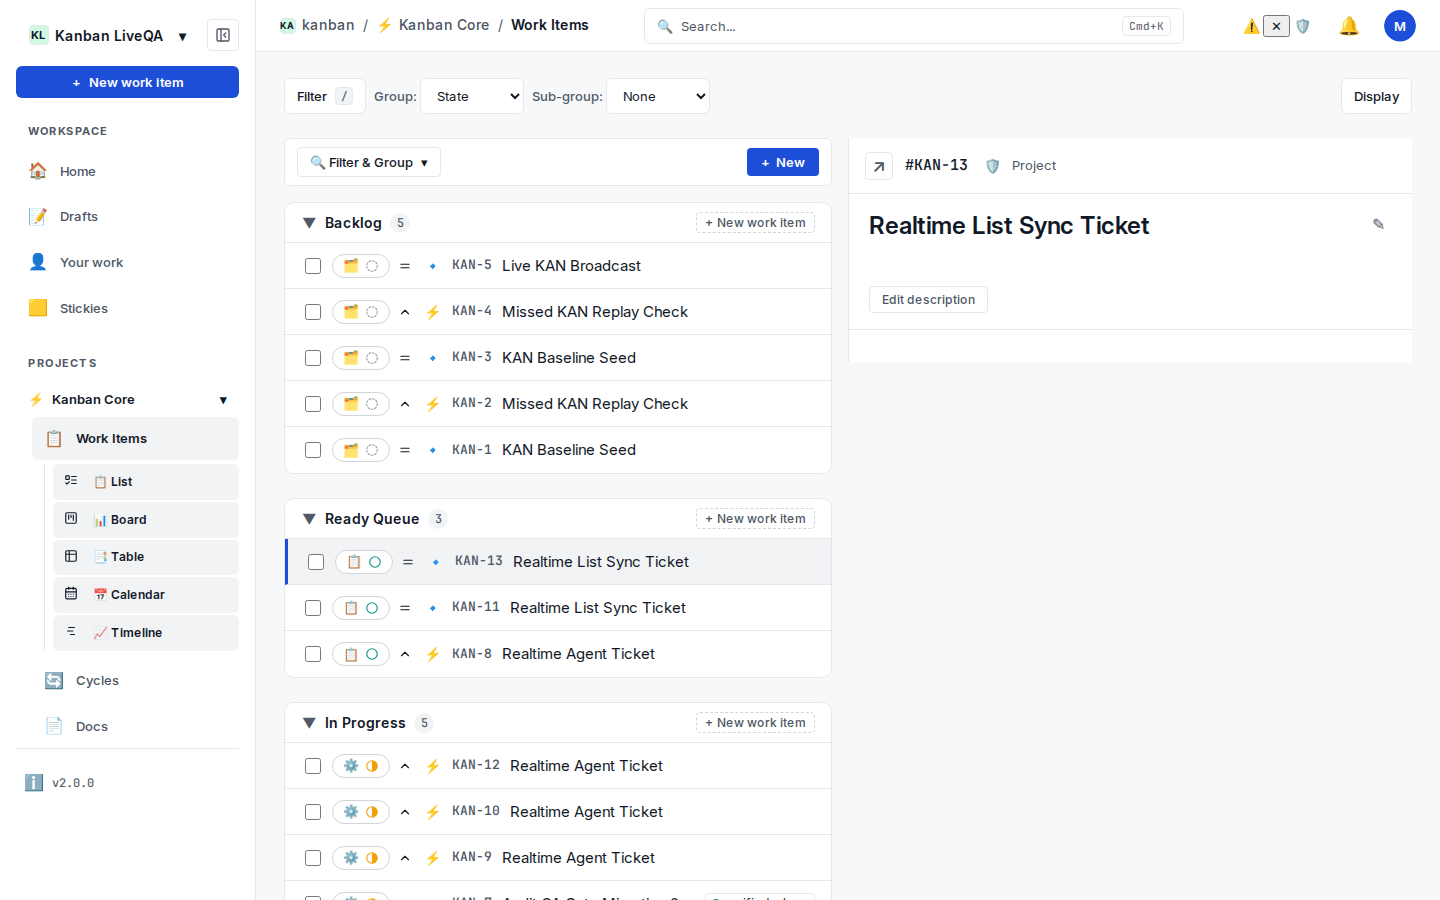 KL Kanban LiveQA ▼
+ New work item
WORKSPACE
Home
Drafts
Your work
Stickies
PROJECTS
Kanban Core ▼
Work Items
List
Board
Table
Calendar
Timeline
Cycles
Docs
v2.0.0
KA kanban / Kanban Core / Work Items
Search... Cmd+K
M
Filter / Group: State Sub-group: None
Display
Filter & Group ▼
+ New
Backlog 5 + New work item
KAN-5 Live KAN Broadcast
KAN-4 Missed KAN Replay Check
KAN-3 KAN Baseline Seed
KAN-2 Missed KAN Replay Check
KAN-1 KAN Baseline Seed
Ready Queue 3 + New work item
KAN-13 Realtime List Sync Ticket
KAN-11 Realtime List Sync Ticket
KAN-8 Realtime Agent Ticket
In Progress 5 + New work item
KAN-12 Realtime Agent Ticket
KAN-10 Realtime Agent Ticket
KAN-9 Realtime Agent Ticket
#KAN-13 Project
Realtime List Sync Ticket
Edit description